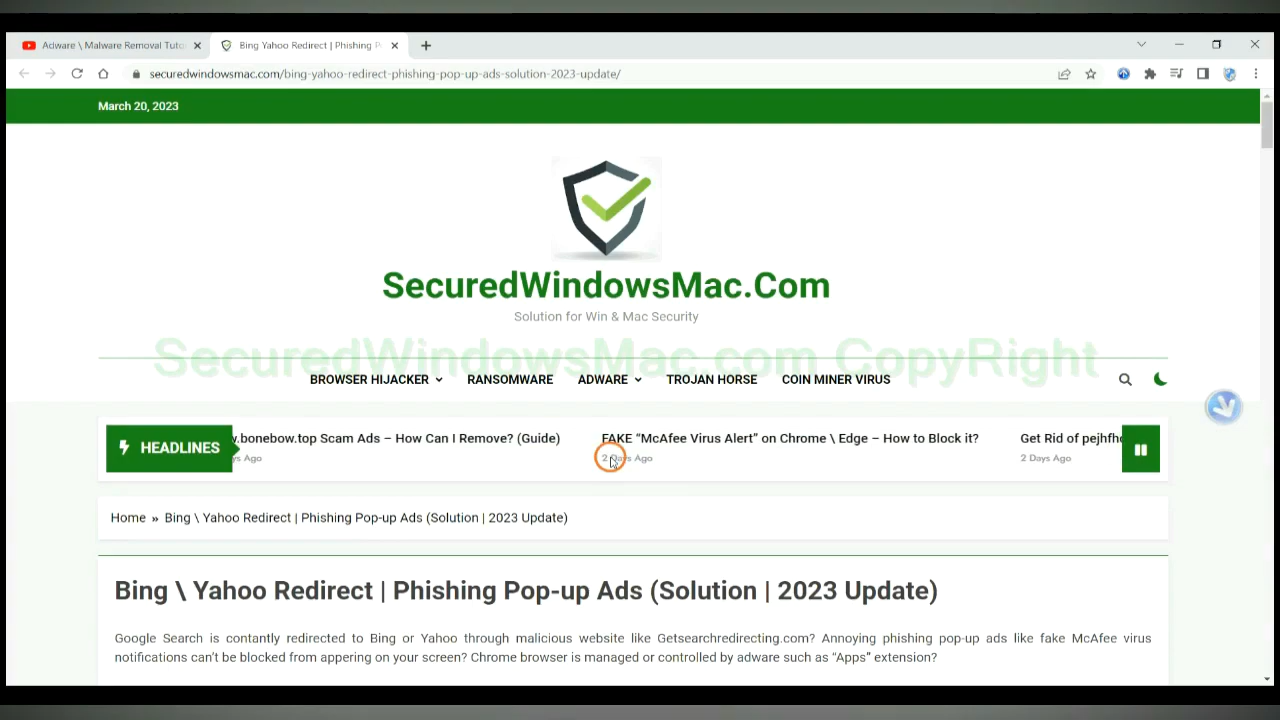 Adware \ Malware Removal Tuto
Bing Yahoo Redirect | Phishing P
securedwindowsmac.com/bing-yahoo-redirect-phishing-pop-up-ads-solution-2023-update/
March 20, 2023
SecuredWindowsMac.Com
Solution for Win & Mac Security
SecuredWindowsMac.com CopyRight
BROWSER HIJACKER RANSOMWARE ADWARE TROJAN HORSE COIN MINER VIRUS
HEADLINES
.bonebow.top Scam Ads – How Can I Remove? (Guide) FAKE “McAfee Virus Alert” on Chrome \ Edge – How to Block it? Get Rid of pejhfh
ys Ago 2 Days Ago 2 Days Ago
Home » Bing \ Yahoo Redirect | Phishing Pop-up Ads (Solution | 2023 Update)
Bing \ Yahoo Redirect | Phishing Pop-up Ads (Solution | 2023 Update)
Google Search is contantly redirected to Bing or Yahoo through malicious website like Getsearchredirecting.com? Annoying phishing pop-up ads like fake McAfee virus
notifications can’t be blocked from appering on your screen? Chrome browser is managed or controlled by adware such as “Apps” extension?